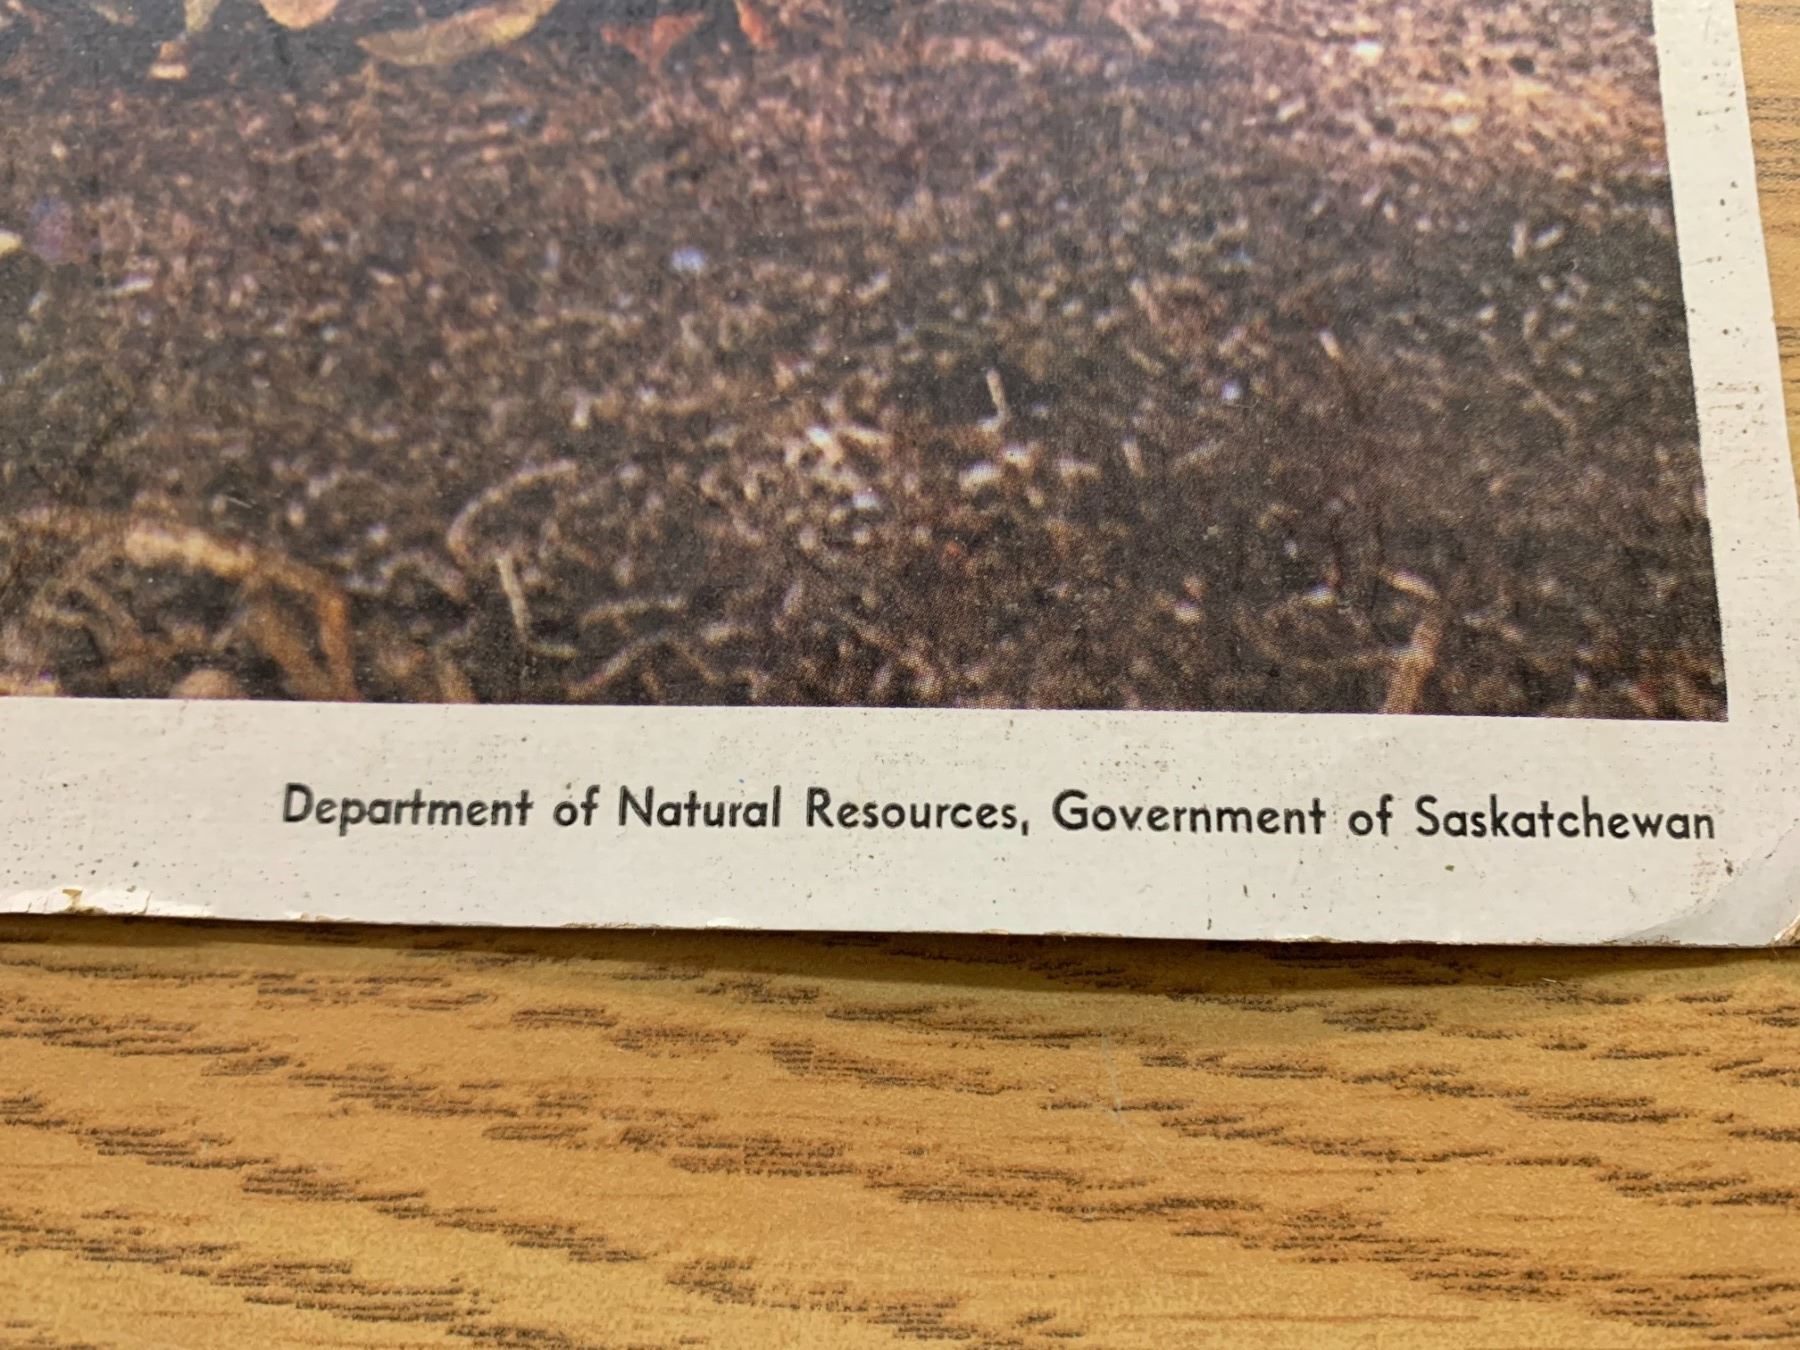 Department of Natural Resources, Government of Saskatchewan